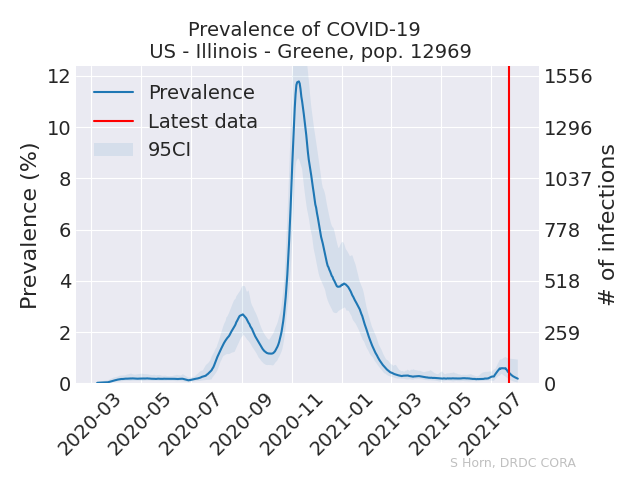 Prevalence of COVID-19
US - Illinois - Greene, pop. 12969
Prevalence
Latest data
95CI
Prevalence (%)
12
10
8
6
4
2
0
1556
1296
1037
778
518
259
0
# of infections
2020-03
2020-05
2020-07
2020-09
2020-11
2021-01
2021-03
2021-05
2021-07
S Horn, DRDC CORA